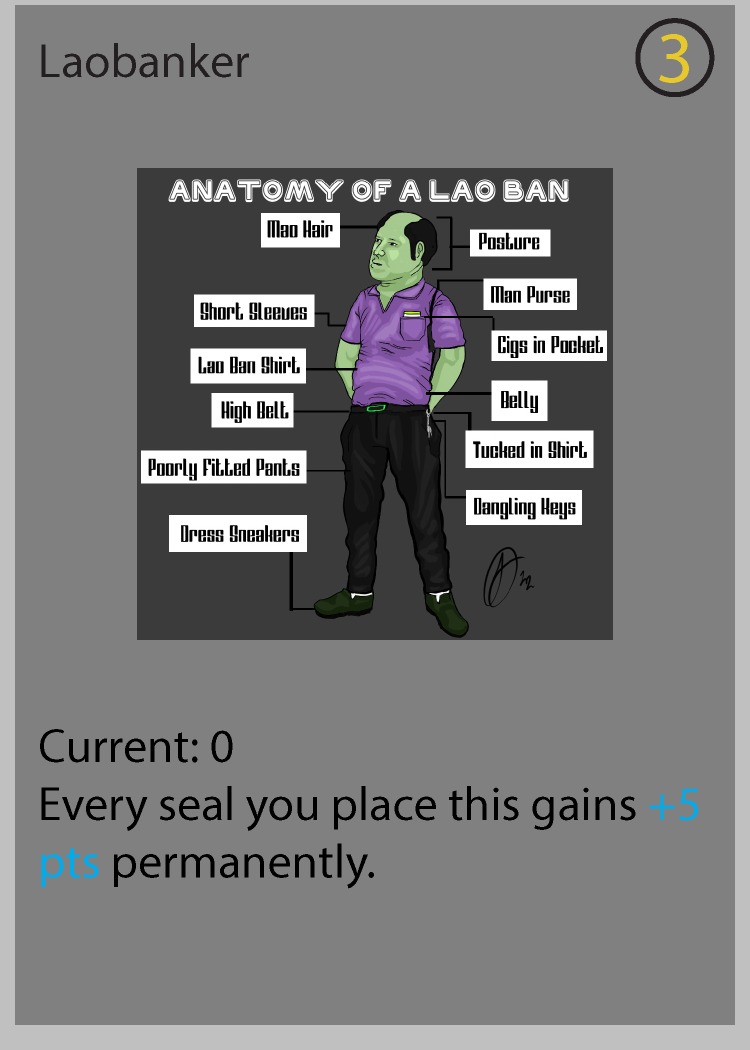 Laobanker
3
ANATOMY OF A LAO BAN
Mao Hair
Posture
Man Purse
Short Sleeves
Cigs in Pocket
Lao Ban Shirt
Belly
High Belt
Tucked in Shirt
Poorly Fitted Pants
Dangling Keys
Dress Sneakers
Current: 0
Every seal you place this gains +5
pts permanently.